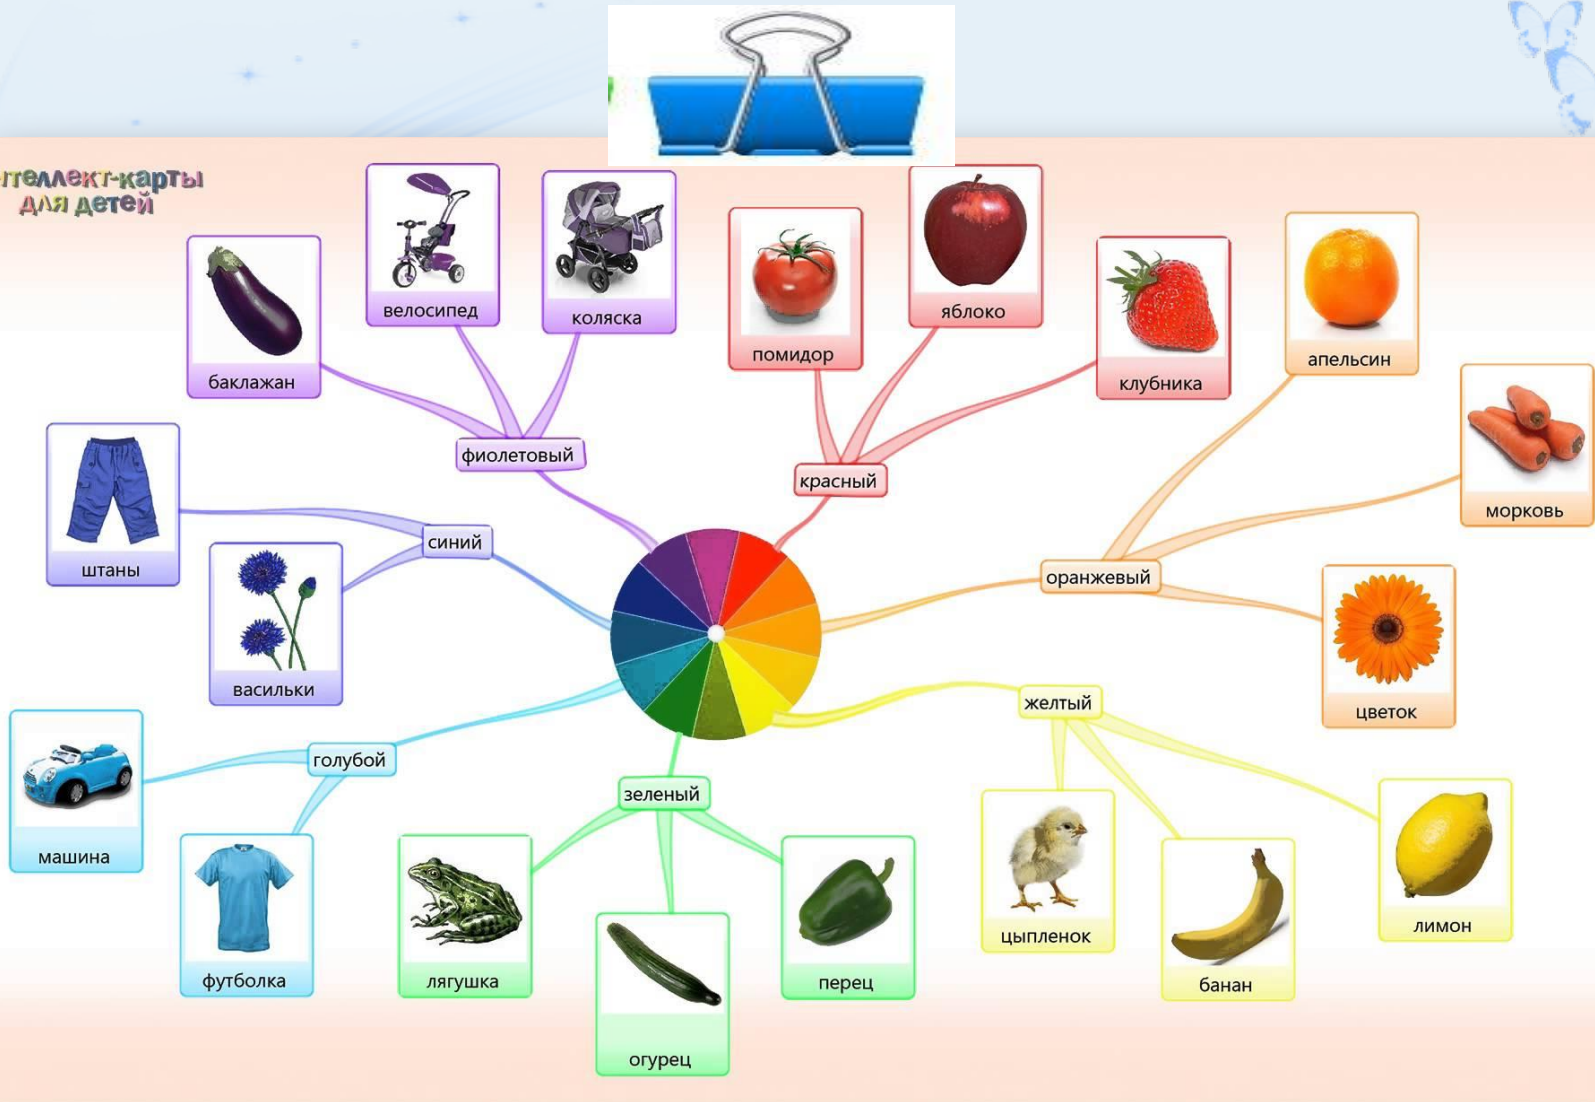 теллект-карты
для детей
велосипед
коляска
баклажан
фиолетовый
помидор
яблоко
клубника
красный
апельсин
морковь
оранжевый
цветок
штаны
синий
васильки
желтый
цыпленок
банан
лимон
голубой
машина
футболка
зеленый
лягушка
огурец
перец